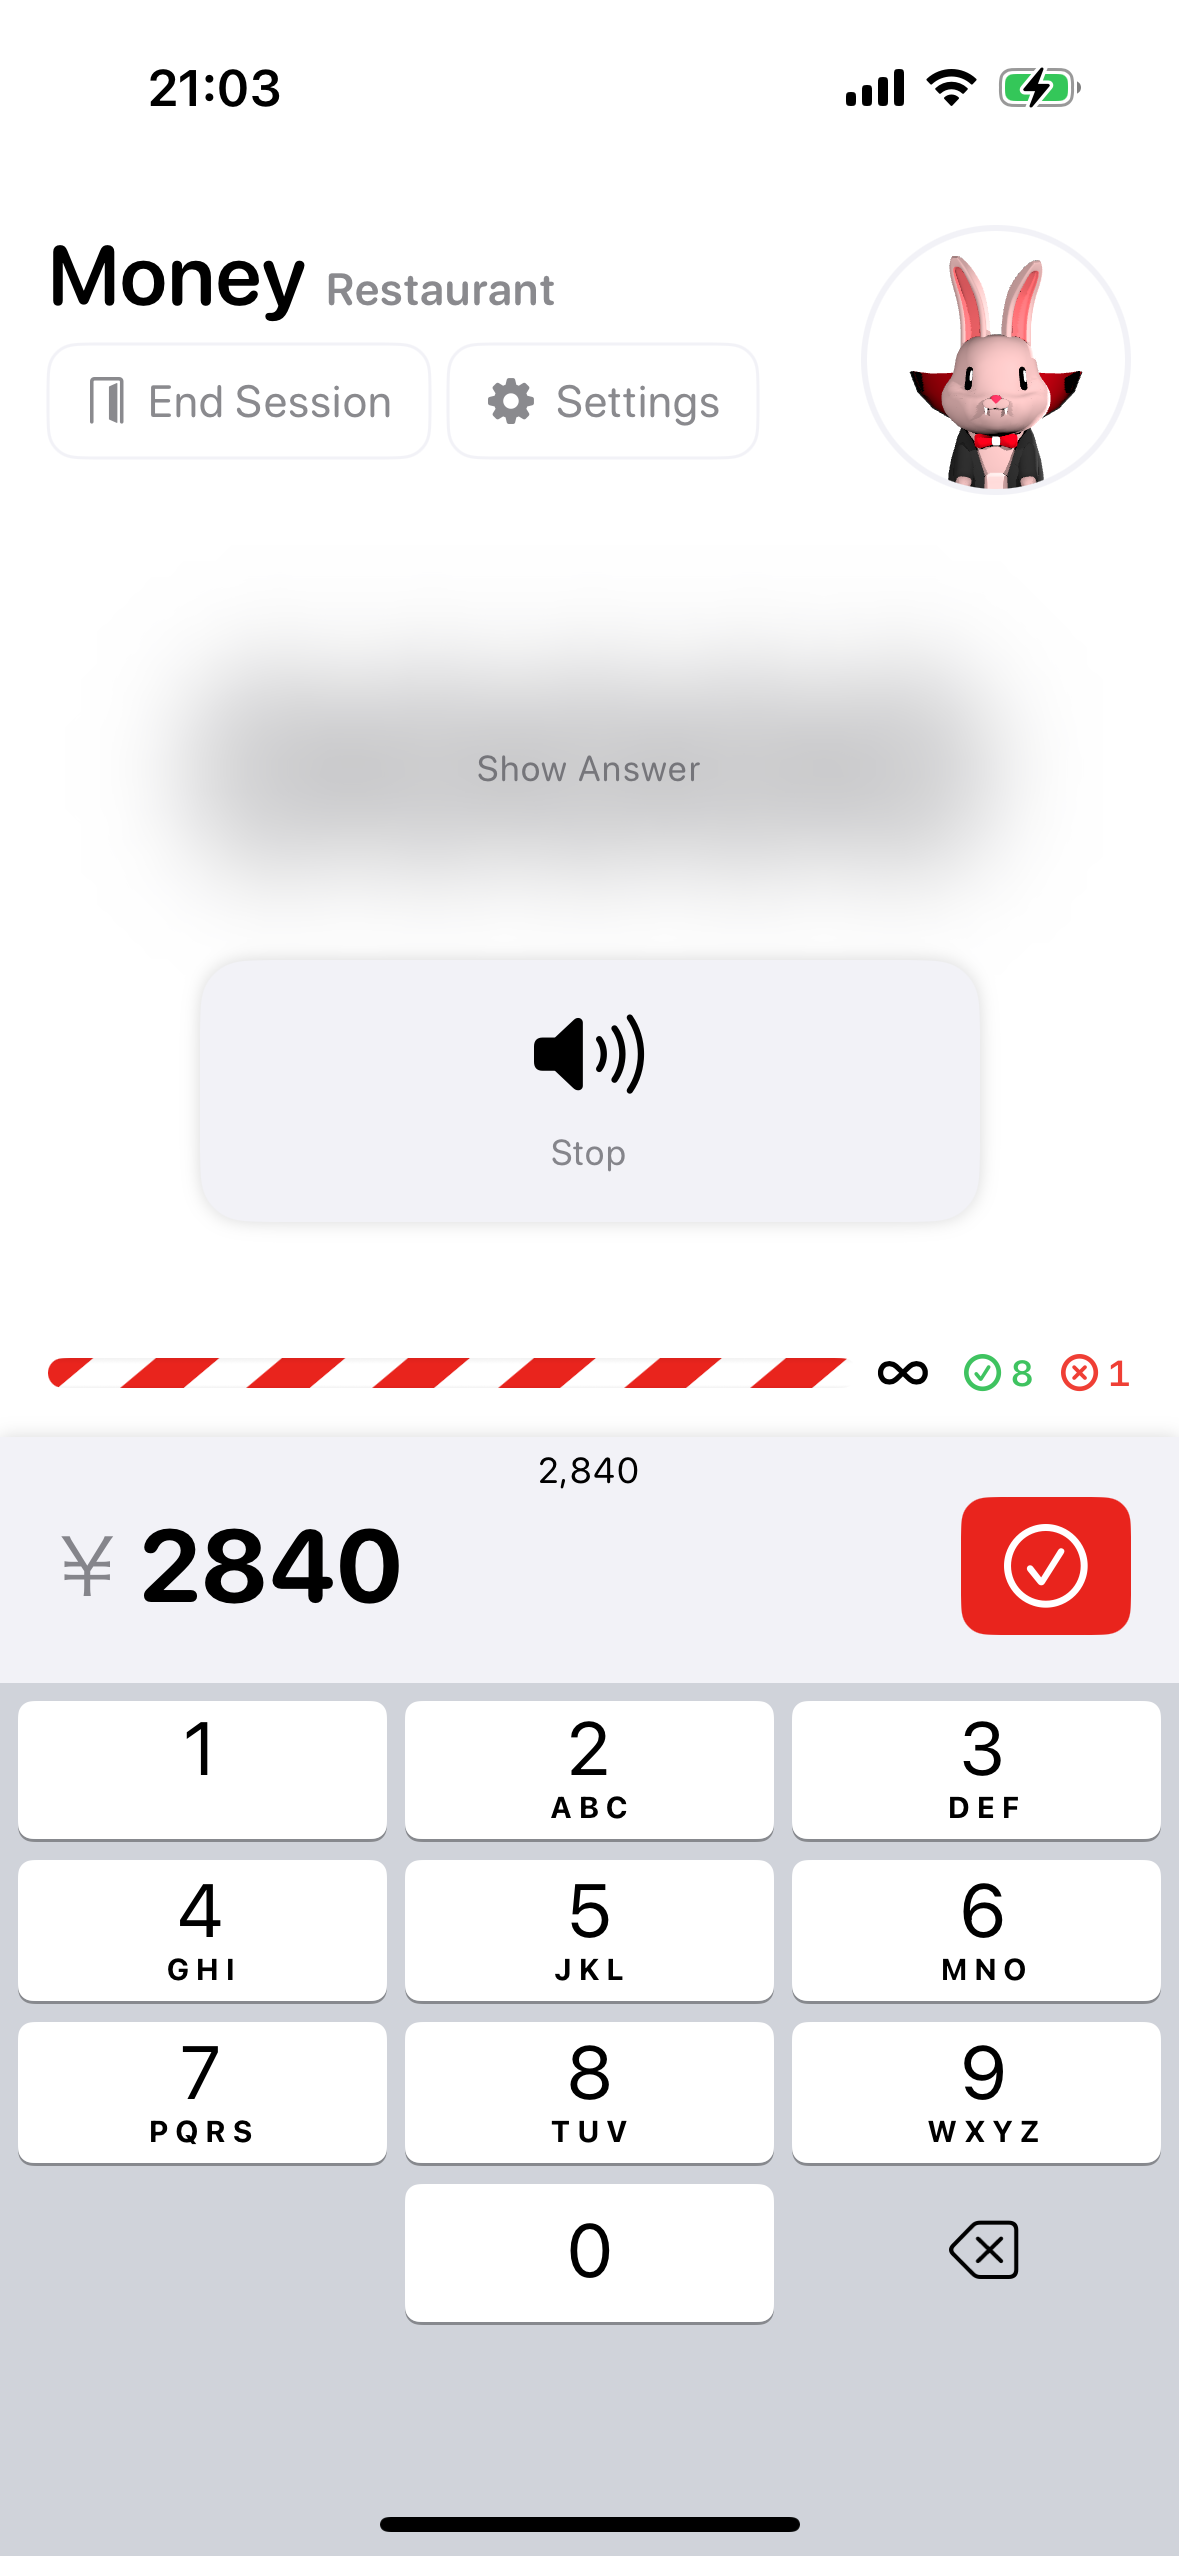 21:03
Money Restaurant
End Session
Settings
Show Answer
Stop
8
1
2,840
¥ 2840
1
2
ABC
3
DEF
4
GHI
5
JKL
6
MNO
7
PQRS
8
TUV
9
WXYZ
0